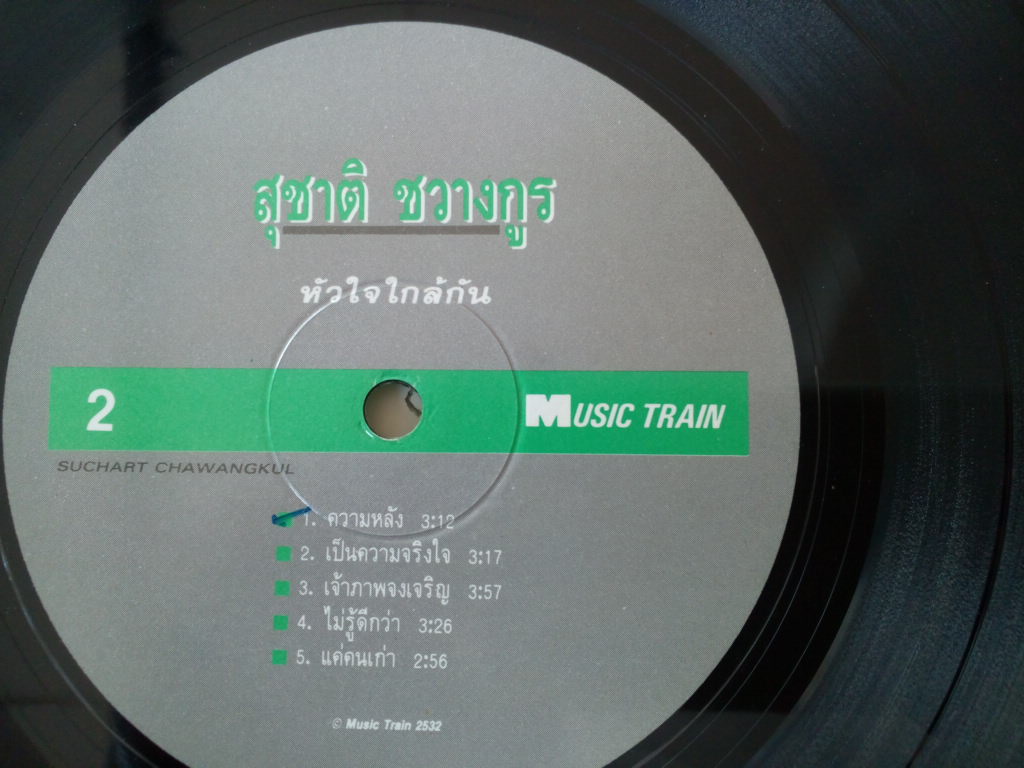 สุชาติ ชวางกูร
หัวใจใกล้กัน
2
MUSIC TRAIN
SUCHART CHAWANGKUL
1. ความหลัง 3:12
2. เป็นความจริงใจ 3:17
3. เจ้าภาพจงเจริญ 3:57
4. ไม่รู้ดีกว่า 3:26
5. แค่คนเก่า 2:56
© Music Train 2532